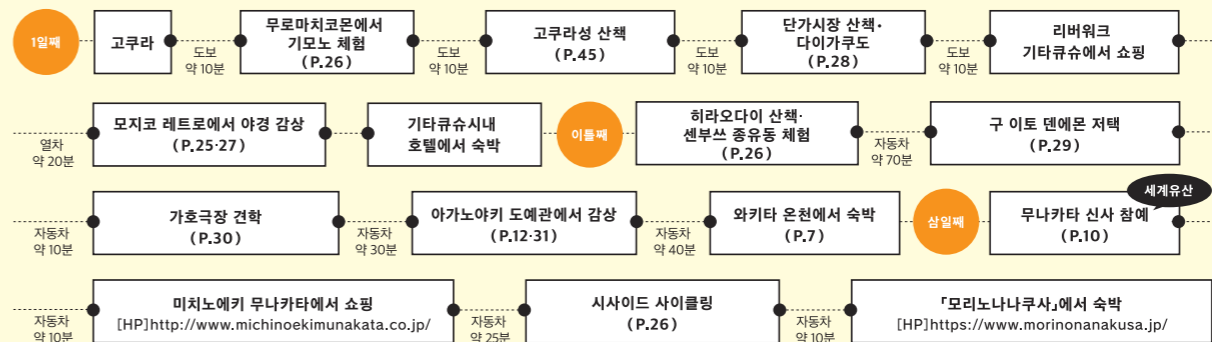 1일째
고쿠라
도보
약 10분
무로마치코몬에서
기모노 체험
(P.26)
도보
약 10분
고쿠라성 산책
(P.45)
도보
약 10분
단가시장 산책·
다이가쿠도
(P.28)
도보
약 10분
리버워크
기타큐슈에서 쇼핑
열차
약 20분
모지코 레트로에서 야경 감상
(P.25·27)
기타큐슈시내
호텔에서 숙박
이틀째
히라오다이 산책·
센부쓰 종유동 체험
(P.26)
자동차
약 70분
구 이토 덴에몬 저택
(P.29)
자동차
약 10분
가호극장 견학
(P.30)
자동차
약 30분
아가노야키 도예관에서 감상
(P.12·31)
자동차
약 40분
와키타 온천에서 숙박
(P.7)
삼일째
세계유산
무나카타 신사 참예
(P.10)
자동차
약 10분
미치노에키 무나카타에서 쇼핑
[HP]http://www.michinoekimunakata.co.jp/
자동차
약 25분
시사이드 사이클링
(P.26)
자동차
약 10분
「모리노나나쿠사」에서 숙박
[HP]https://www.morinonanakusa.jp/